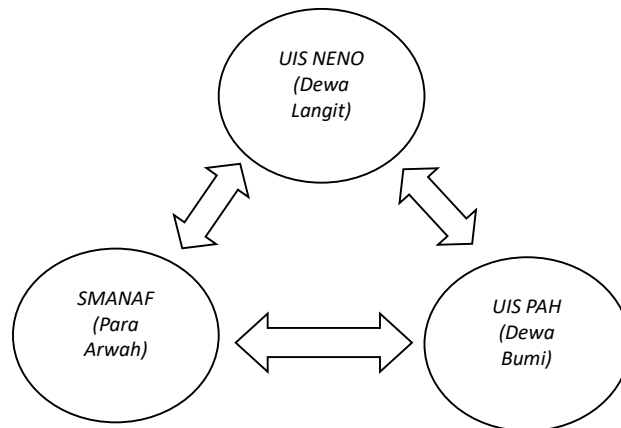 UIS NENO
(Dewa
Langit)
SMANAF
(Para
Arwah)
UIS PAH
(Dewa
Bumi)